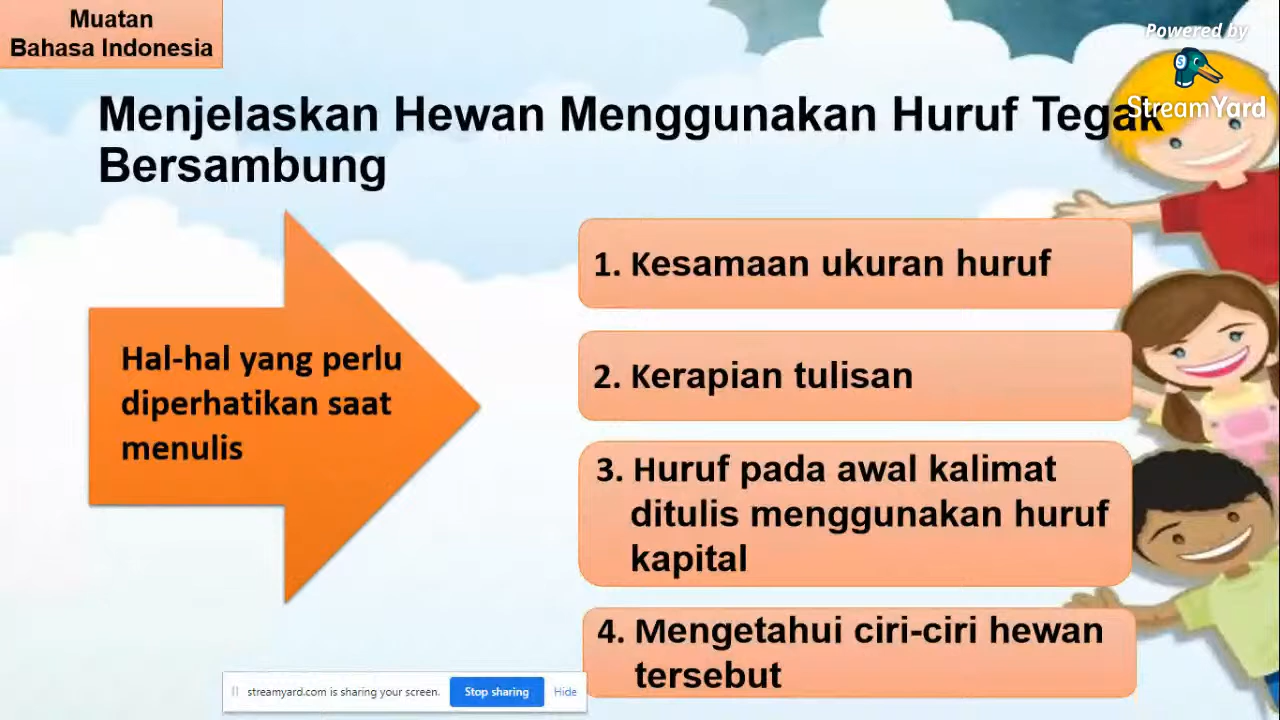 Muatan
Bahasa Indonesia
Powered by
StreamYard
Menjelaskan Hewan Menggunakan Huruf Tegak
Bersambung
Hal-hal yang perlu
diperhatikan saat
menulis
1. Kesamaan ukuran huruf
2. Kerapian tulisan
3. Huruf pada awal kalimat
ditulis menggunakan huruf
kapital
4. Mengetahui ciri-ciri hewan
tersebut
streamyard.com is sharing your screen.
Stop sharing
Hide